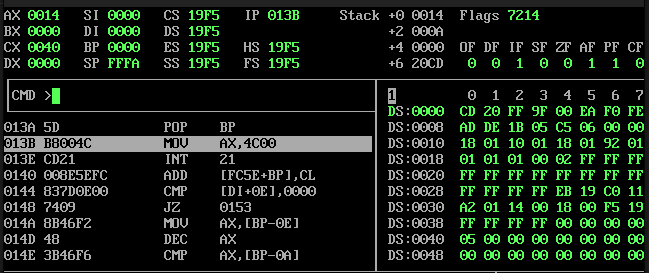 AX 0014 SI 0000 CS 19F5 IP 013B Stack +0 0014 Flags 7214
BX 0000 DI 0000 DS 19F5 +2 000A
CX 0040 BP 0000 ES 19F5 HS 19F5 +4 0000 OF DF IF SF ZF AF PF CF
DX 0000 SP FFFA SS 19F5 FS 19F5 +6 20CD 0 0 1 0 0 1 1 0
CMD >
1 0 1 2 3 4 5 6 7
DS:0000 CD 20 FF 9F 00 EA F0 FE
DS:0008 AD DE 1B 05 C5 06 00 00
DS:0010 18 01 10 01 18 01 92 01
DS:0018 01 01 01 00 02 FF FF FF
DS:0020 FF FF FF FF FF FF FF FF
DS:0028 FF FF FF FF EB 19 C0 11
DS:0030 A2 01 14 00 18 00 F5 19
DS:0038 FF FF FF FF 00 00 00 00
DS:0040 05 00 00 00 00 00 00 00
DS:0048 00 00 00 00 00 00 00 00
013A 5D POP BP
013B B8004C MOV AX,4C00
013E CD21 INT 21
0140 008E5EFC ADD [FC5E+BP],CL
0144 837D0E00 CMP [DI+0E],0000
0148 7409 JZ 0153
014A 8B46F2 MOV AX,[BP-0E]
014D 48 DEC AX
014E 3B46F6 CMP AX,[BP-0A]